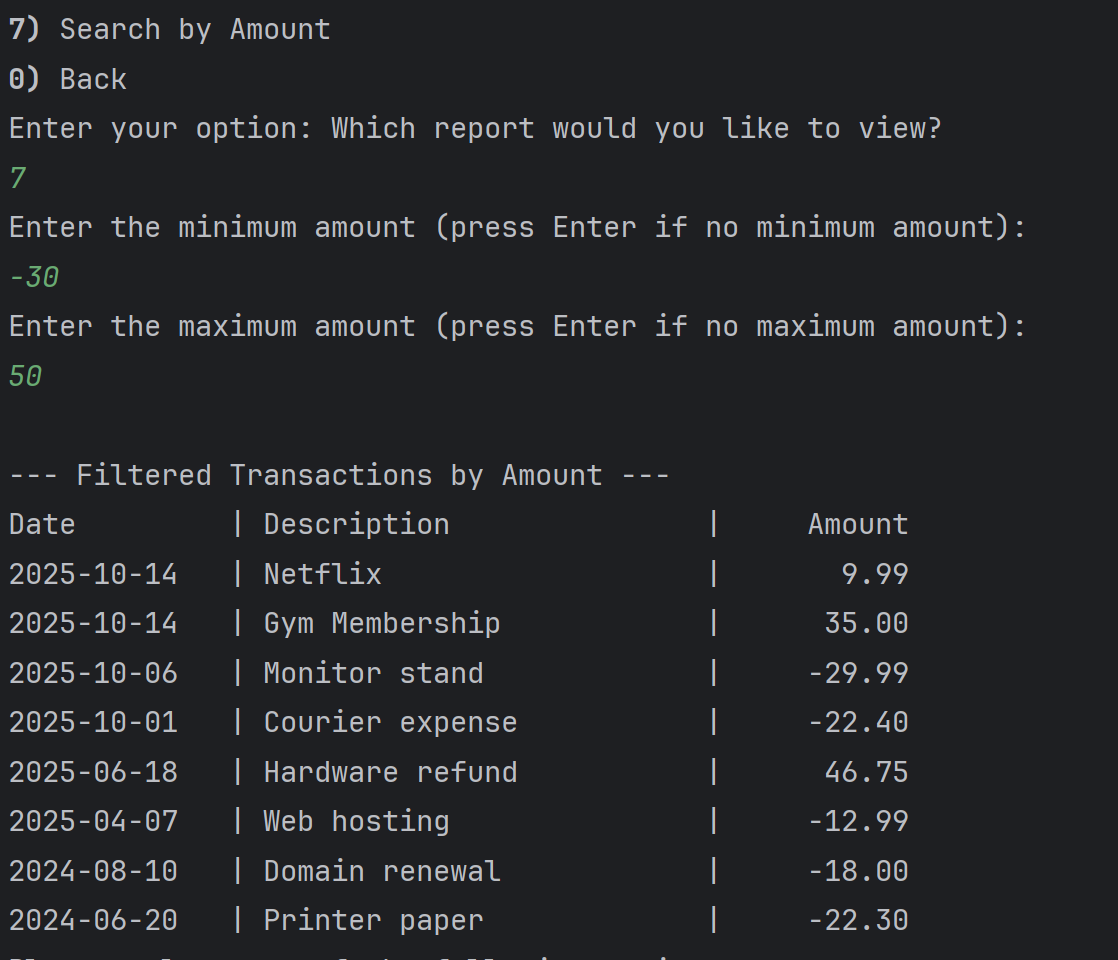 7) Search by Amount
0) Back
Enter your option: Which report would you like to view?
7
Enter the minimum amount (press Enter if no minimum amount):
-30
Enter the maximum amount (press Enter if no maximum amount):
50
--- Filtered Transactions by Amount ---
Date | Description | Amount
2025-10-14 | Netflix | 9.99
2025-10-14 | Gym Membership | 35.00
2025-10-06 | Monitor stand | -29.99
2025-10-01 | Courier expense | -22.40
2025-06-18 | Hardware refund | 46.75
2025-04-07 | Web hosting | -12.99
2024-08-10 | Domain renewal | -18.00
2024-06-20 | Printer paper | -22.30